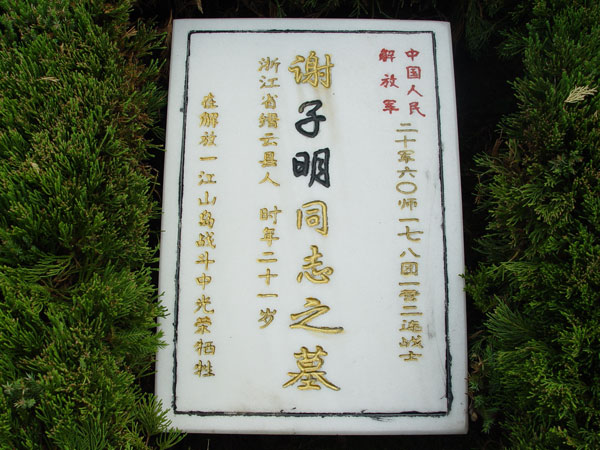 中国人民
解放军
二十军六〇师一七八团一营二连战士
谢子明同志之墓
浙江省缙云县人 时年二十一岁
在解放一江山岛战斗中光荣牺牲